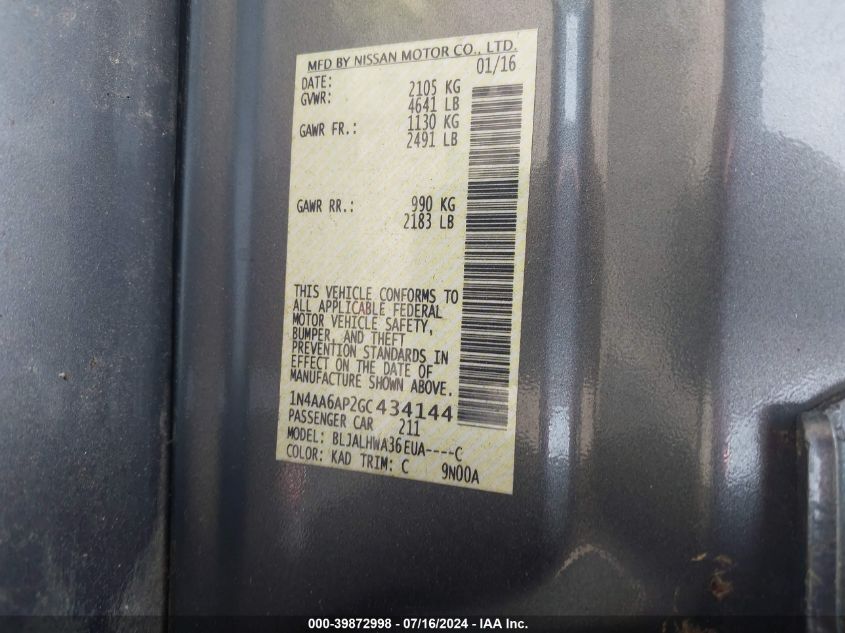 MFD BY NISSAN MOTOR CO., LTD.
DATE: 01/16
GVWR: 2105 KG
4641 LB
GAWR FR.: 1130 KG
2491 LB
GAWR RR.: 990 KG
2183 LB
THIS VEHICLE CONFORMS TO
ALL APPLICABLE FEDERAL
MOTOR VEHICLE SAFETY,
BUMPER, AND THEFT
PREVENTION STANDARDS IN
EFFECT ON THE DATE OF
MANUFACTURE SHOWN ABOVE.
1N4AA6AP2GC434144
PASSENGER CAR 211
MODEL: BLJALHWA36EUA----C
COLOR: KAD TRIM: C 9N00A
000-39872998 - 07/16/2024 - IAA Inc.